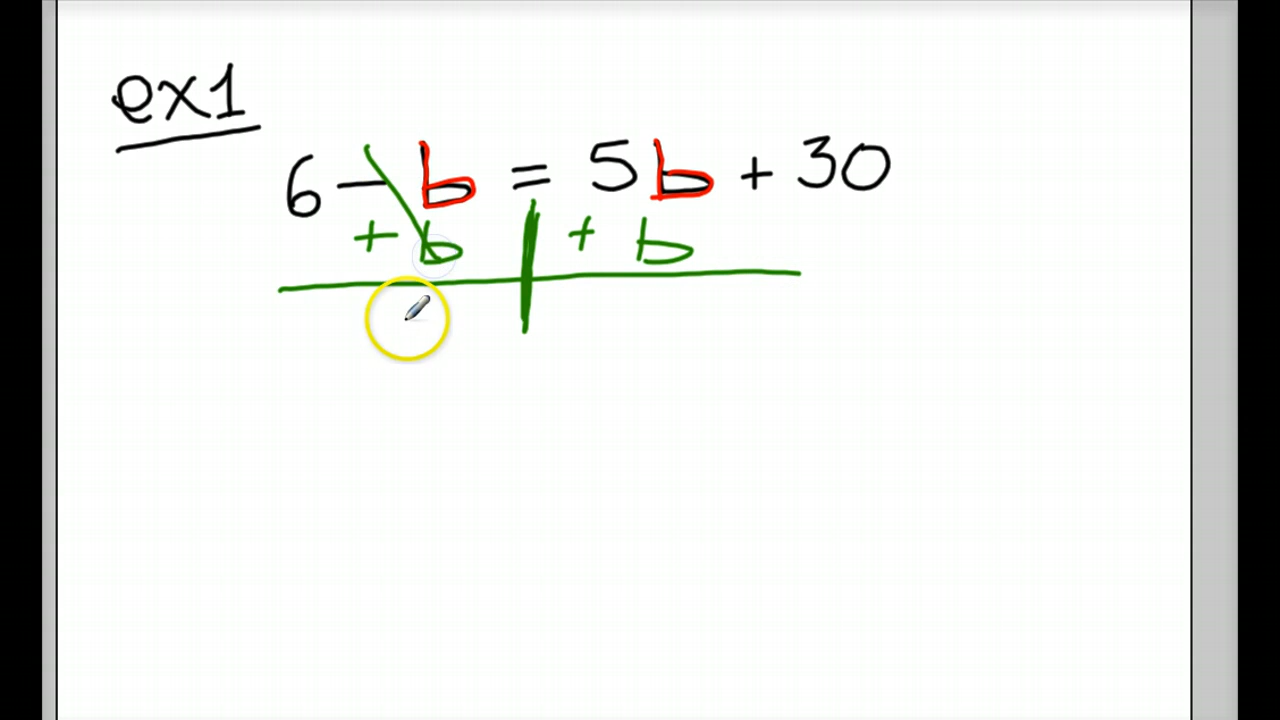 ex1
6 - b = 5b + 30
+ b + b